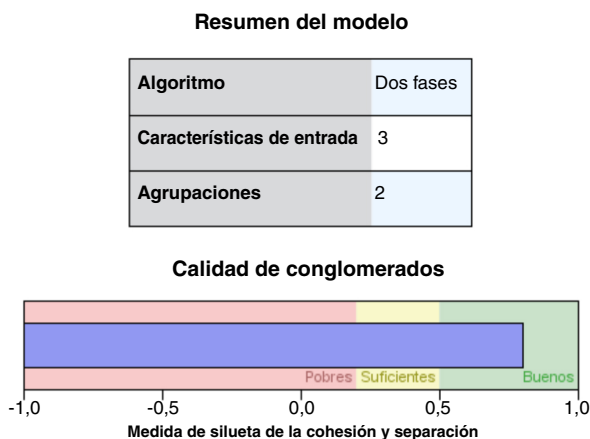 Resumen del modelo
Algoritmo Dos fases
Características de entrada 3
Agrupaciones 2
Calidad de conglomerados
Pobres Suficientes Buenos
-1,0 -0,5 0,0 0,5 1,0
Medida de silueta de la cohesión y separación